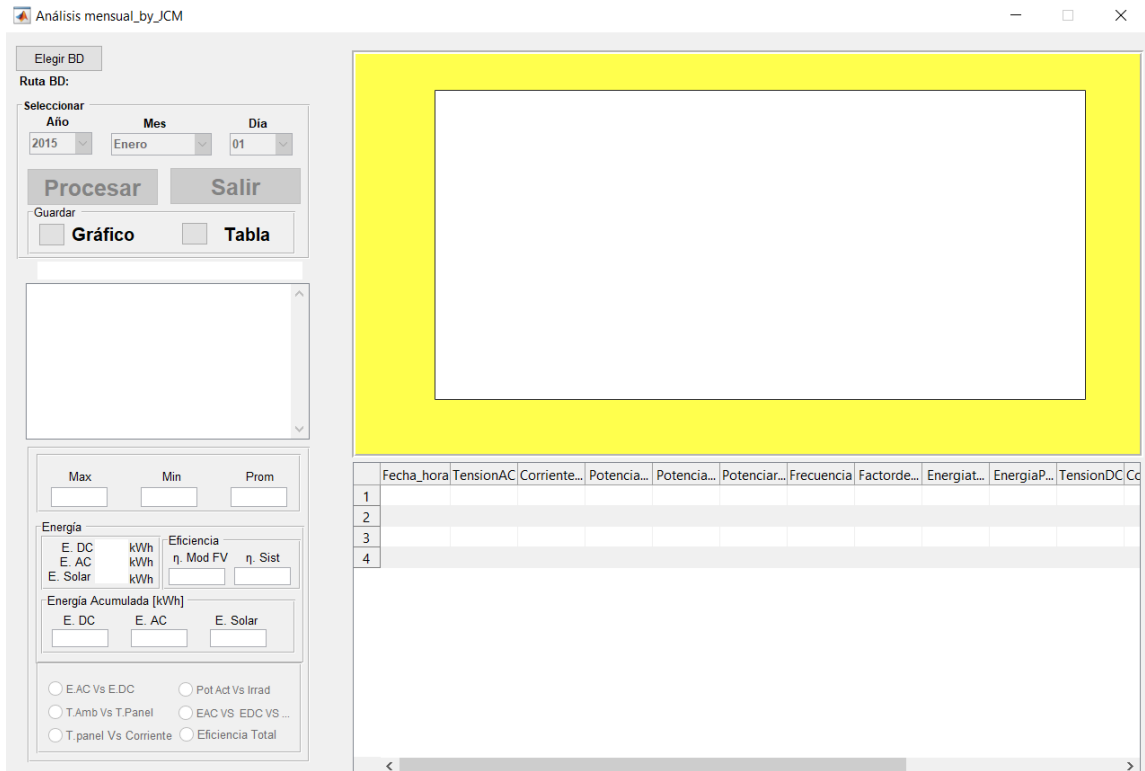 Análisis mensual_by_JCM
Elegir BD
Ruta BD:
Seleccionar
Año Mes Día
2015 Enero 01
Procesar Salir
Guardar
Gráfico Tabla
Max Min Prom
Energía
E. DC kWh
E. AC kWh
E. Solar kWh
Eficiencia
η. Mod FV η. Sist
Energía Acumulada [kWh]
E. DC E. AC E. Solar
E.AC Vs E.DC Pot Act Vs Irrad
T.Amb Vs T.Panel EAC VS EDC VS ...
T.panel Vs Corriente Eficiencia Total
Fecha_hora TensionAC Corriente... Potencia... Potencia... Potenciar... Frecuencia Factorde... Energiat... EnergiaP... TensionDC Cc
1
2
3
4